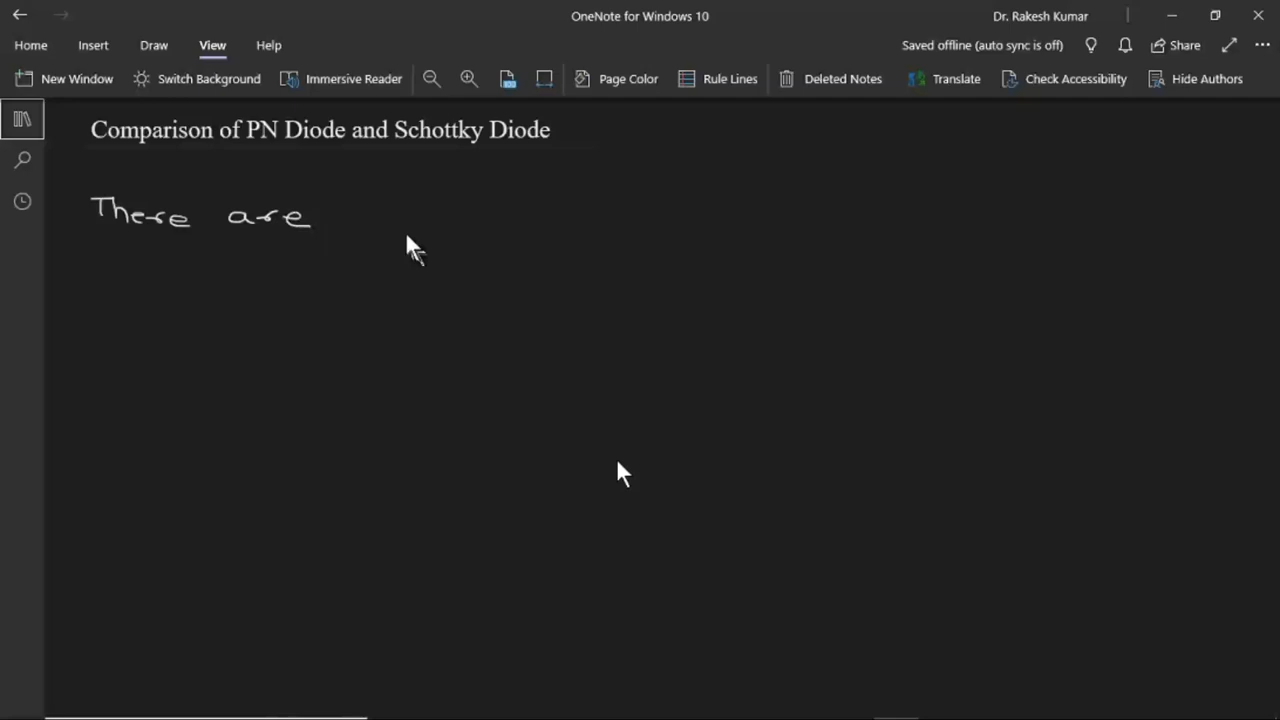 OneNote for Windows 10
Dr. Rakesh Kumar
Home Insert Draw View Help
Saved offline (auto sync is off) Share
New Window Switch Background Immersive Reader Page Color Rule Lines Deleted Notes Translate Check Accessibility Hide Authors
Comparison of PN Diode and Schottky Diode
There are